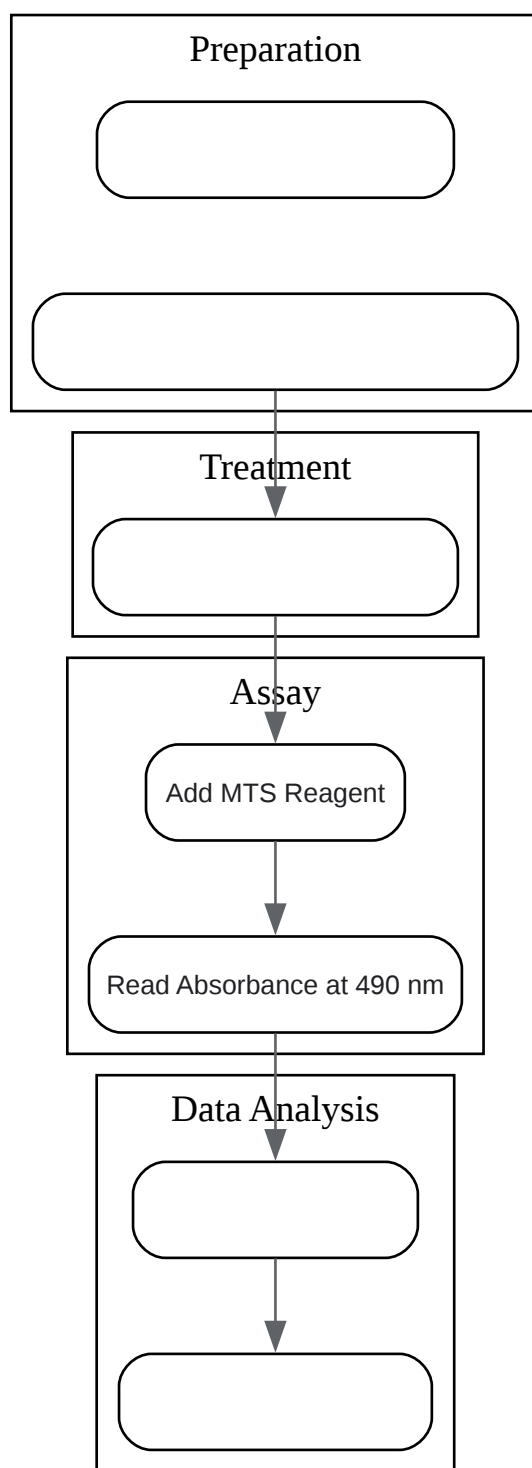 Preparation
Treatment
Assay
Add MTS Reagent
Read Absorbance at 490 nm
Data Analysis